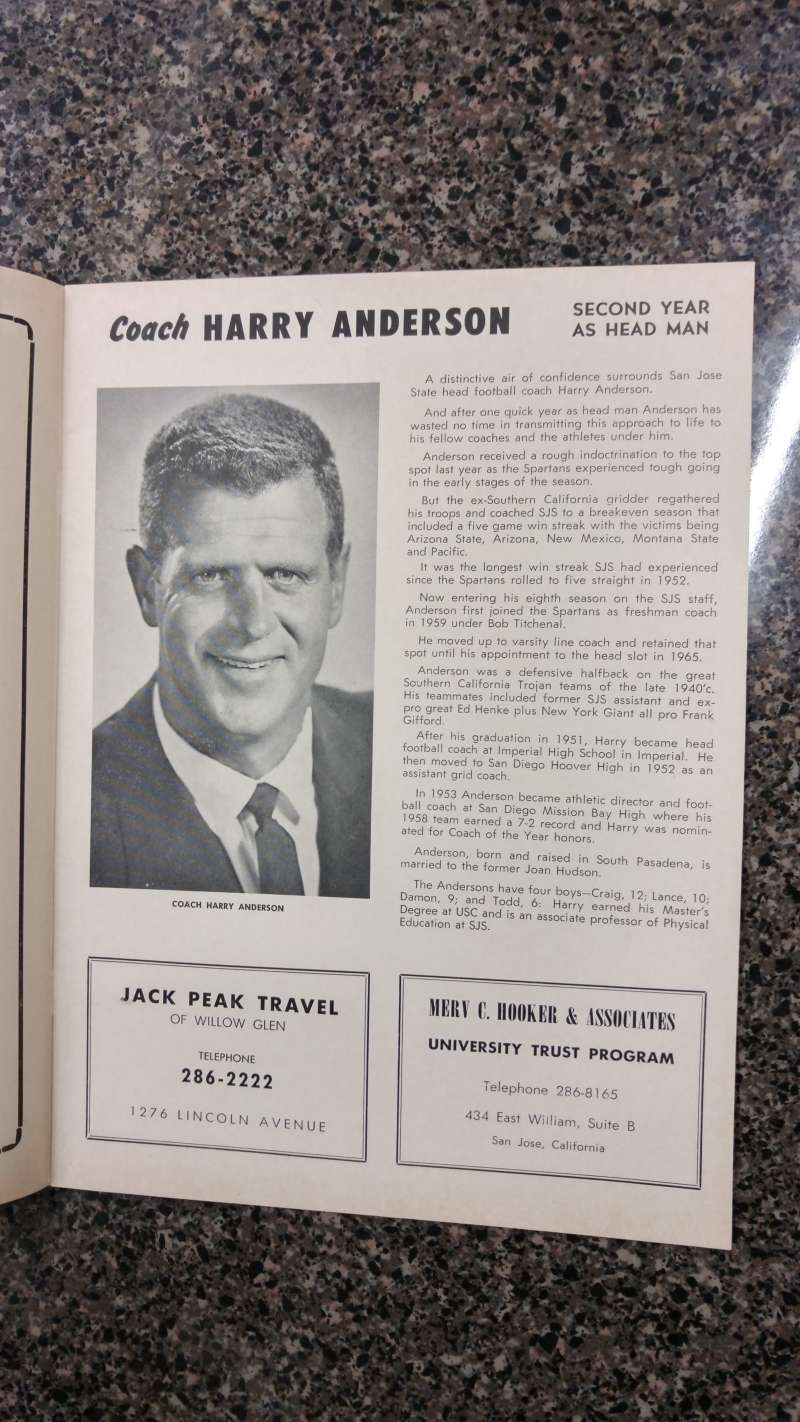 Coach HARRY ANDERSON
SECOND YEAR
AS HEAD MAN
A distinctive air of confidence surrounds San Jose
State head football coach Harry Anderson.
And after one quick year as head man Anderson has
wasted no time in transmitting this approach to life to
his fellow coaches and the athletes under him.
Anderson received a rough indoctrination to the top
spot last year as the Spartans experienced tough going
in the early stages of the season.
But the ex-Southern California gridder regathered
his troops and coached SJS to a breakeven season that
included a five game win streak with the victims being
Arizona State, Arizona, New Mexico, Montana State
and Pacific.
It was the longest win streak SJS had experienced
since the Spartans rolled to five straight in 1952.
Now entering his eighth season on the SJS staff,
Anderson first joined the Spartans as freshman coach
in 1959 under Bob Titchenal.
He moved up to varsity line coach and retained that
spot until his appointment to the head slot in 1965.
Anderson was a defensive halfback on the great
Southern California Trojan teams of the late 1940'c.
His teammates included former SJS assistant and ex-
pro great Ed Henke plus New York Giant all pro Frank
Gifford.
After his graduation in 1951, Harry became head
football coach at Imperial High School in Imperial. He
then moved to San Diego Hoover High in 1952 as an
assistant grid coach.
In 1953 Anderson became athletic director and foot-
ball coach at San Diego Mission Bay High where his
1958 team earned a 7-2 record and Harry was nomin-
ated for Coach of the Year honors.
Anderson, born and raised in South Pasadena, is
married to the former Joan Hudson.
The Andersons have four boys—Craig, 12; Lance, 10;
Damon, 9; and Todd, 6: Harry earned his Master's
Degree at USC and is an associate professor of Physical
Education at SJS.
COACH HARRY ANDERSON
JACK PEAK TRAVEL
OF WILLOW GLEN
TELEPHONE
286-2222
1276 LINCOLN AVENUE
MERV C. HOOKER & ASSOCIATES
UNIVERSITY TRUST PROGRAM
Telephone 286-8165
434 East William, Suite B
San Jose, California